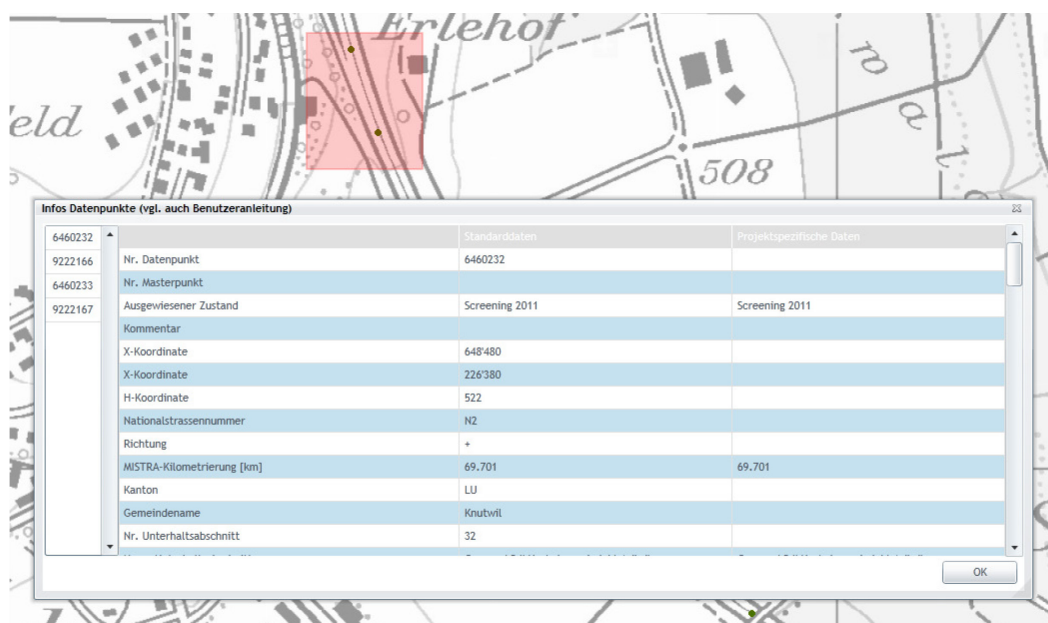 Erlehof
eld
508
Infos Datenpunkte (vgl. auch Benutzeranleitung)
6460232
9222166
6460233
9222167
Standarddaten Projektspezifische Daten
Nr. Datenpunkt 6460232
Nr. Masterpunkt
Ausgewiesener Zustand Screening 2011 Screening 2011
Kommentar
X-Koordinate 648'480
X-Koordinate 226'380
H-Koordinate 522
Nationalstrassennummer N2
Richtung +
MISTRA-Kilometrierung [km] 69.701 69.701
Kanton LU
Gemeindename Knutwil
Nr. Unterhaltsabschnitt 32
OK